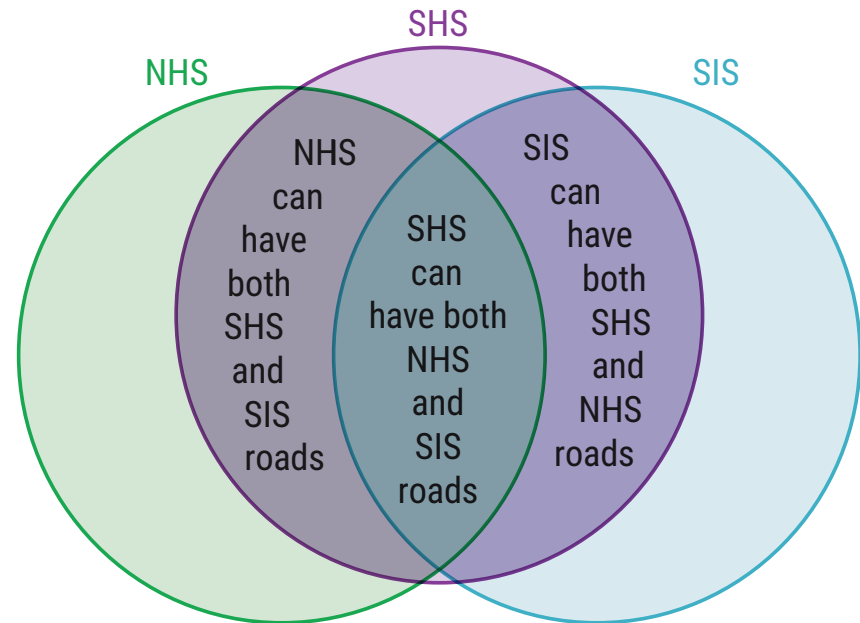 SHS
NHS
SIS
NHS
can
have
both
SHS
and
SIS
roads
SHS
can
have both
NHS
and
SIS
roads
SIS
can
have
both
SHS
and
NHS
roads